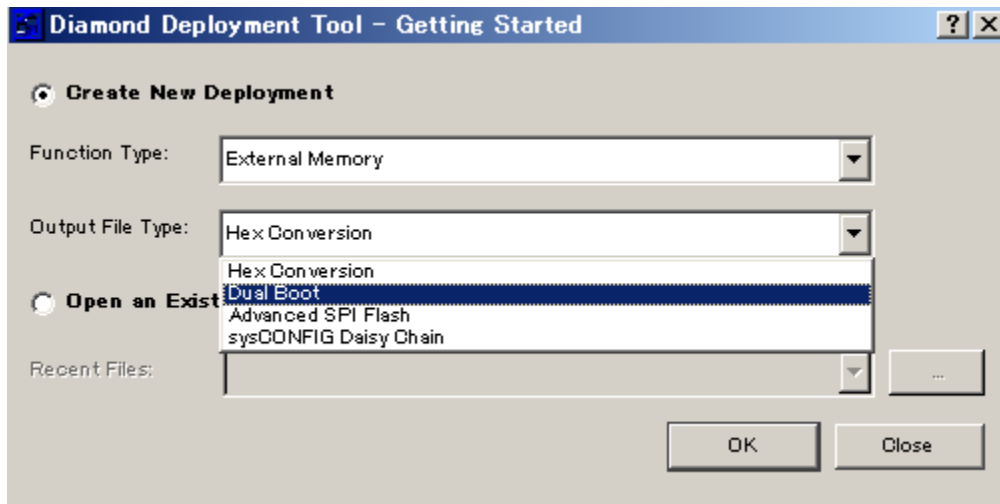 Diamond Deployment Tool - Getting Started
Create New Deployment
Function Type:
External Memory
Output File Type:
Hex Conversion
Hex Conversion
Dual Boot
Open an Exist
Advanced SPI Flash
sysCONFIG Daisy Chain
Recent Files:
...
OK
Close